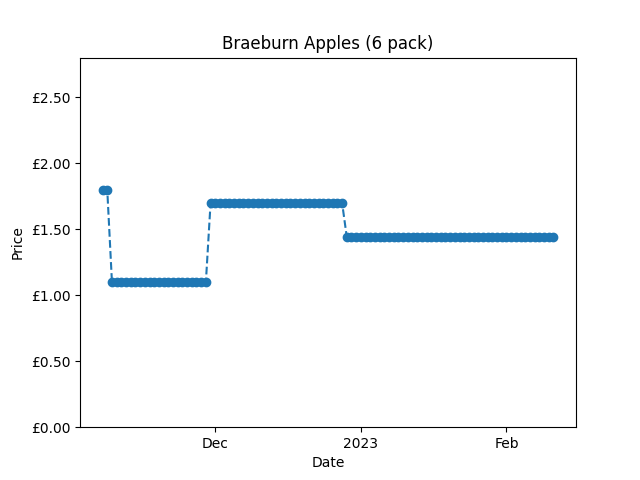 Braeburn Apples (6 pack)
£2.50
£2.00
£1.50
£1.00
£0.50
£0.00
Price
Dec
2023
Feb
Date